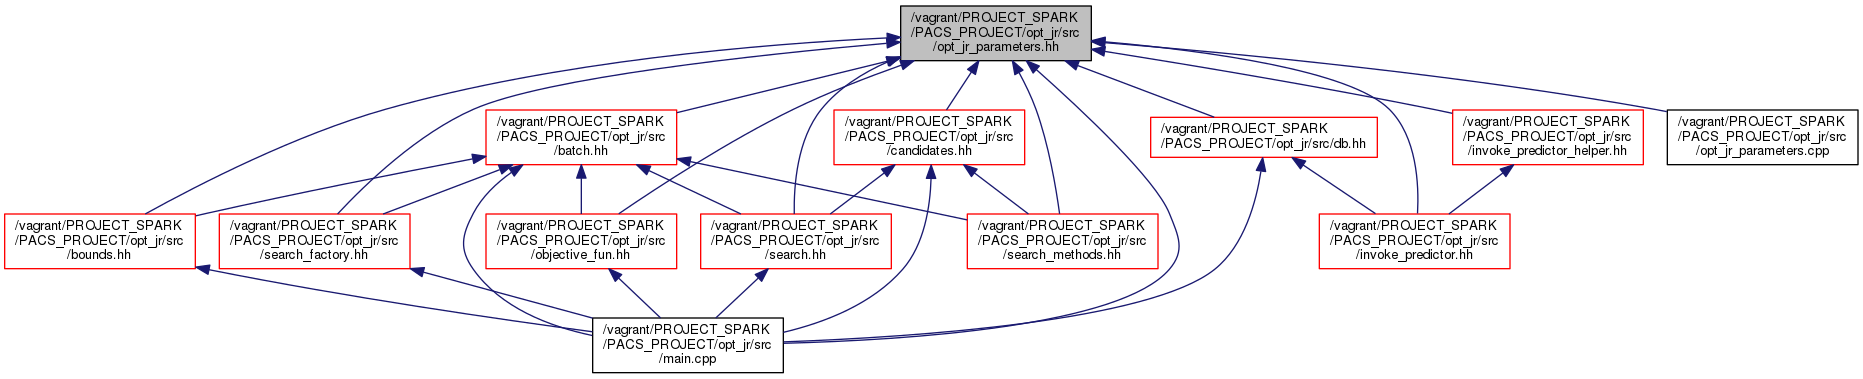 /vagrant/PROJECT_SPARK
/PACS_PROJECT/opt_jr/src
/opt_jr_parameters.hh
/vagrant/PROJECT_SPARK
/PACS_PROJECT/opt_jr/src
/batch.hh
/vagrant/PROJECT_SPARK
/PACS_PROJECT/opt_jr/src
/candidates.hh
/vagrant/PROJECT_SPARK
/PACS_PROJECT/opt_jr/src/db.hh
/vagrant/PROJECT_SPARK
/PACS_PROJECT/opt_jr/src
/invoke_predictor_helper.hh
/vagrant/PROJECT_SPARK
/PACS_PROJECT/opt_jr/src
/opt_jr_parameters.cpp
/vagrant/PROJECT_SPARK
/PACS_PROJECT/opt_jr/src
/bounds.hh
/vagrant/PROJECT_SPARK
/PACS_PROJECT/opt_jr/src
/search_factory.hh
/vagrant/PROJECT_SPARK
/PACS_PROJECT/opt_jr/src
/objective_fun.hh
/vagrant/PROJECT_SPARK
/PACS_PROJECT/opt_jr/src
/search.hh
/vagrant/PROJECT_SPARK
/PACS_PROJECT/opt_jr/src
/search_methods.hh
/vagrant/PROJECT_SPARK
/PACS_PROJECT/opt_jr/src
/invoke_predictor.hh
/vagrant/PROJECT_SPARK
/PACS_PROJECT/opt_jr/src
/main.cpp